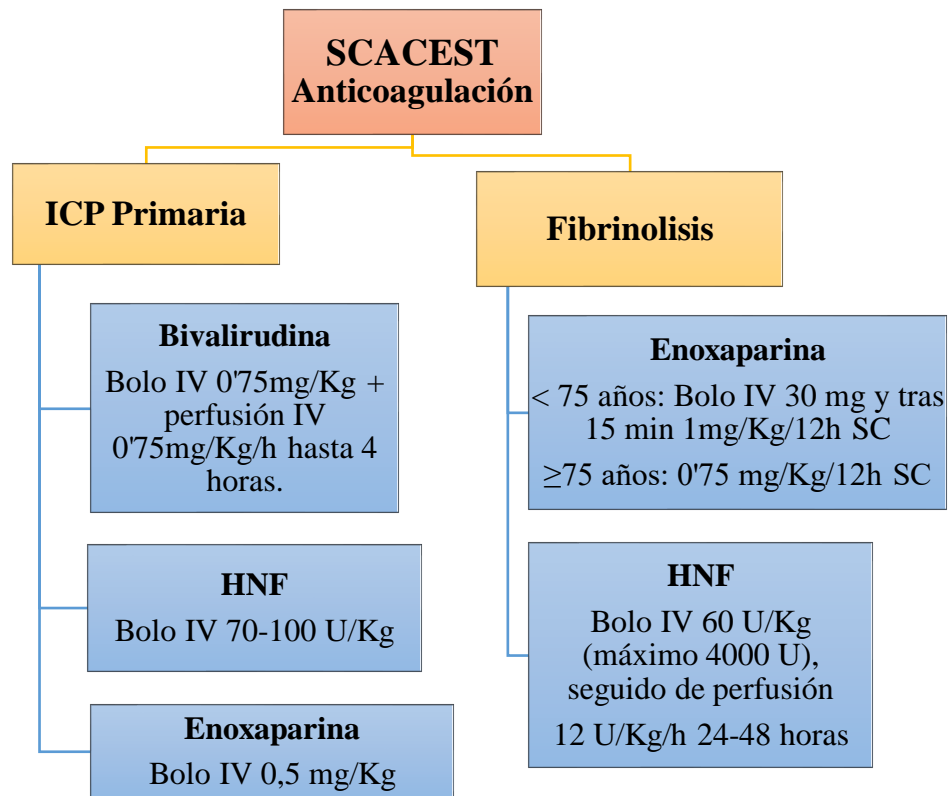 SCACEST
Anticoagulación
ICP Primaria
Bivalirudina
Bolo IV 0'75mg/Kg +
perfusión IV
0'75mg/Kg/h hasta 4
horas.
HNF
Bolo IV 70-100 U/Kg
Enoxaparina
Bolo IV 0,5 mg/Kg
Fibrinolisis
Enoxaparina
< 75 años: Bolo IV 30 mg y tras
15 min 1mg/Kg/12h SC
≥75 años: 0'75 mg/Kg/12h SC
HNF
Bolo IV 60 U/Kg
(máximo 4000 U),
seguido de perfusión
12 U/Kg/h 24-48 horas